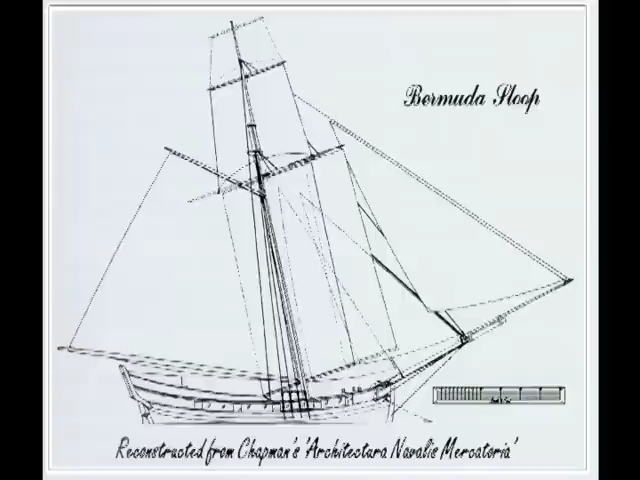 Bermuda Sloop
Reconstructed from Chapman's 'Architectura Navalis Mercatoria'